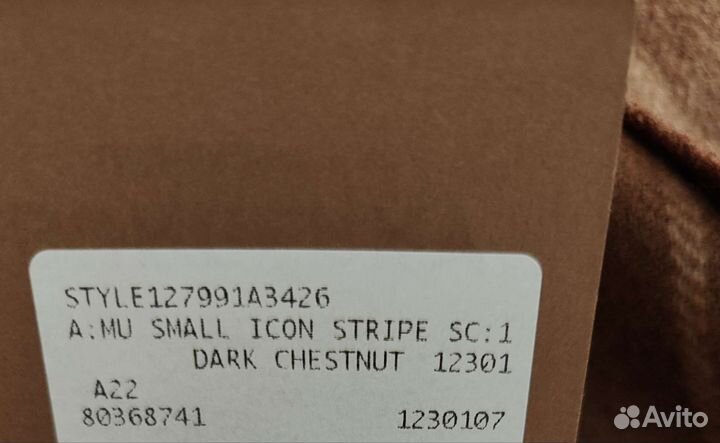 STYLE127991A3426
A:MU SMALL ICON STRIPE SC:1
DARK CHESTNUT 12301
A22
80368741 1230107
Avito